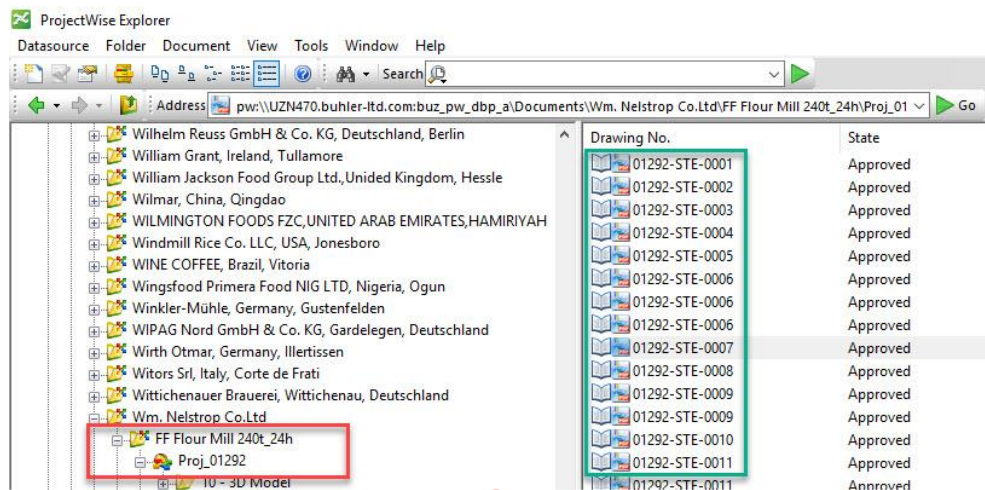 ProjectWise Explorer
Datasource Folder Document View Tools Window Help
Search
Address pw:\\UZN470.buhler-ltd.com:buz_pw_dbp_a\Documents\Wm. Nelstrop Co.Ltd\FF Flour Mill 240t_24h\Proj_01 Go
Wilhelm Reuss GmbH & Co. KG, Deutschland, Berlin
William Grant, Ireland, Tullamore
William Jackson Food Group Ltd.,Unided Kingdom, Hessle
Wilmar, China, Qingdao
WILMINGTON FOODS FZC,UNITED ARAB EMIRATES,HAMIRIYAH
Windmill Rice Co. LLC, USA, Jonesboro
WINE COFFEE, Brazil, Vitoria
Wingsfood Primera Food NIG LTD, Nigeria, Ogun
Winkler-Mühle, Germany, Gustenfelden
WIPAG Nord GmbH & Co. KG, Gardelegen, Deutschland
Wirth Otmar, Germany, Illertissen
Witors Srl, Italy, Corte de Frati
Wittichenauer Brauerei, Wittichenau, Deutschland
Wm. Nelstrop Co.Ltd
FF Flour Mill 240t_24h
Proj_01292
10 - 3D Model
Drawing No. State
01292-STE-0001 Approved
01292-STE-0002 Approved
01292-STE-0003 Approved
01292-STE-0004 Approved
01292-STE-0005 Approved
01292-STE-0006 Approved
01292-STE-0006 Approved
01292-STE-0006 Approved
01292-STE-0007 Approved
01292-STE-0008 Approved
01292-STE-0009 Approved
01292-STE-0009 Approved
01292-STE-0010 Approved
01292-STE-0011 Approved
01292-STE-0011 Approved